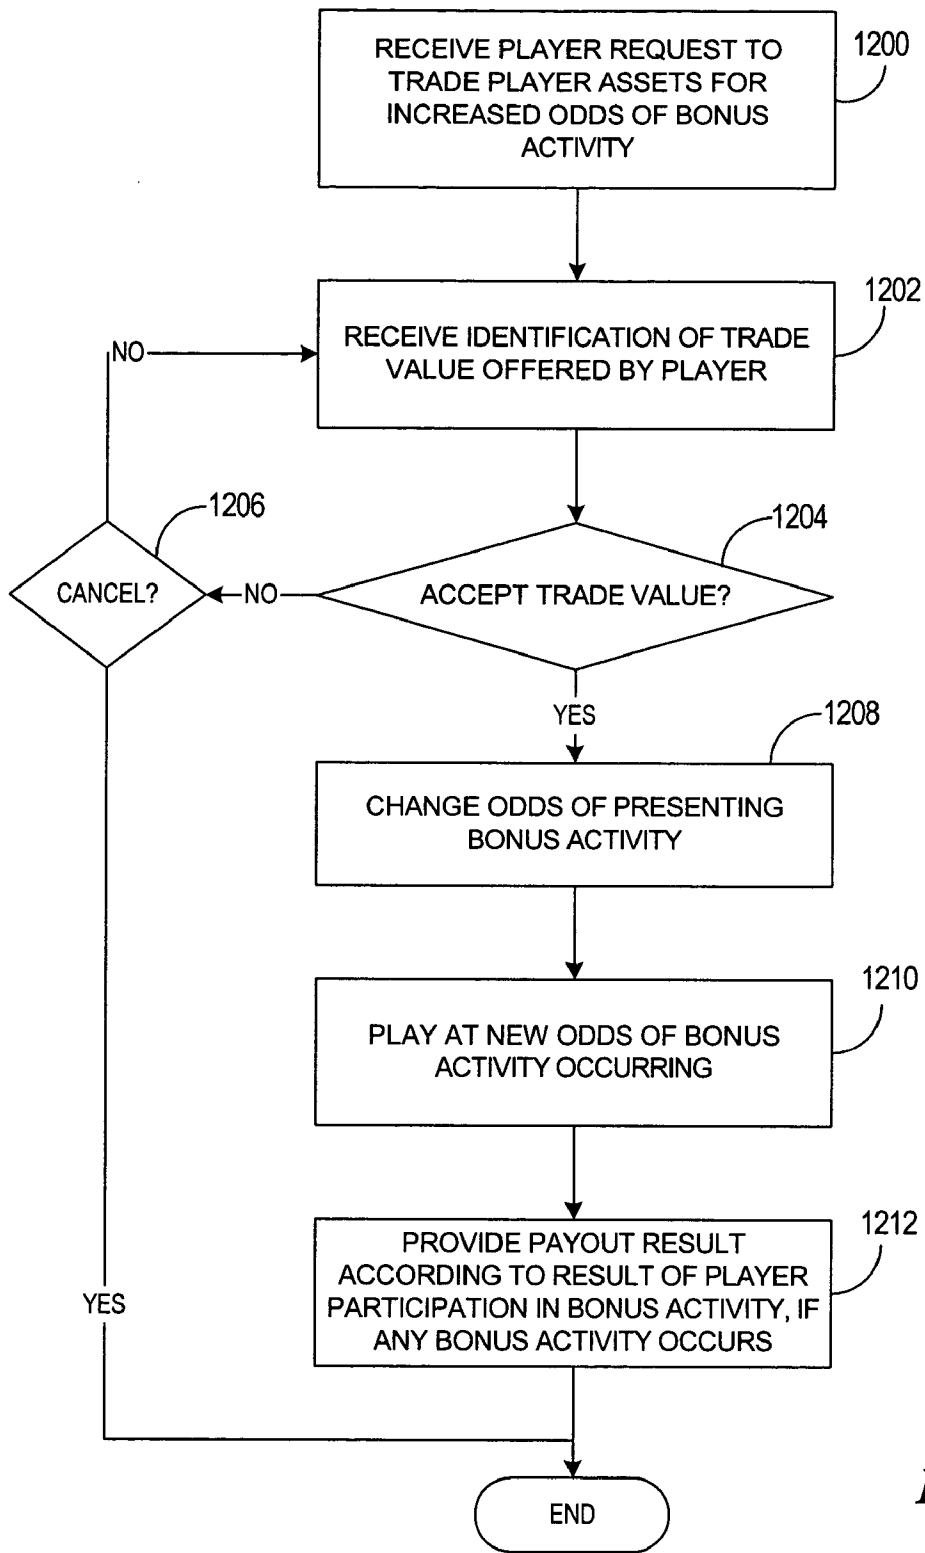 RECEIVE PLAYER REQUEST TO
TRADE PLAYER ASSETS FOR
INCREASED ODDS OF BONUS
ACTIVITY
1200
RECEIVE IDENTIFICATION OF TRADE
VALUE OFFERED BY PLAYER
1202
NO
1206
CANCEL?
NO
ACCEPT TRADE VALUE?
1204
YES
1208
CHANGE ODDS OF PRESENTING
BONUS ACTIVITY
1210
PLAY AT NEW ODDS OF BONUS
ACTIVITY OCCURRING
1212
PROVIDE PAYOUT RESULT
ACCORDING TO RESULT OF PLAYER
PARTICIPATION IN BONUS ACTIVITY, IF
ANY BONUS ACTIVITY OCCURS
YES
END